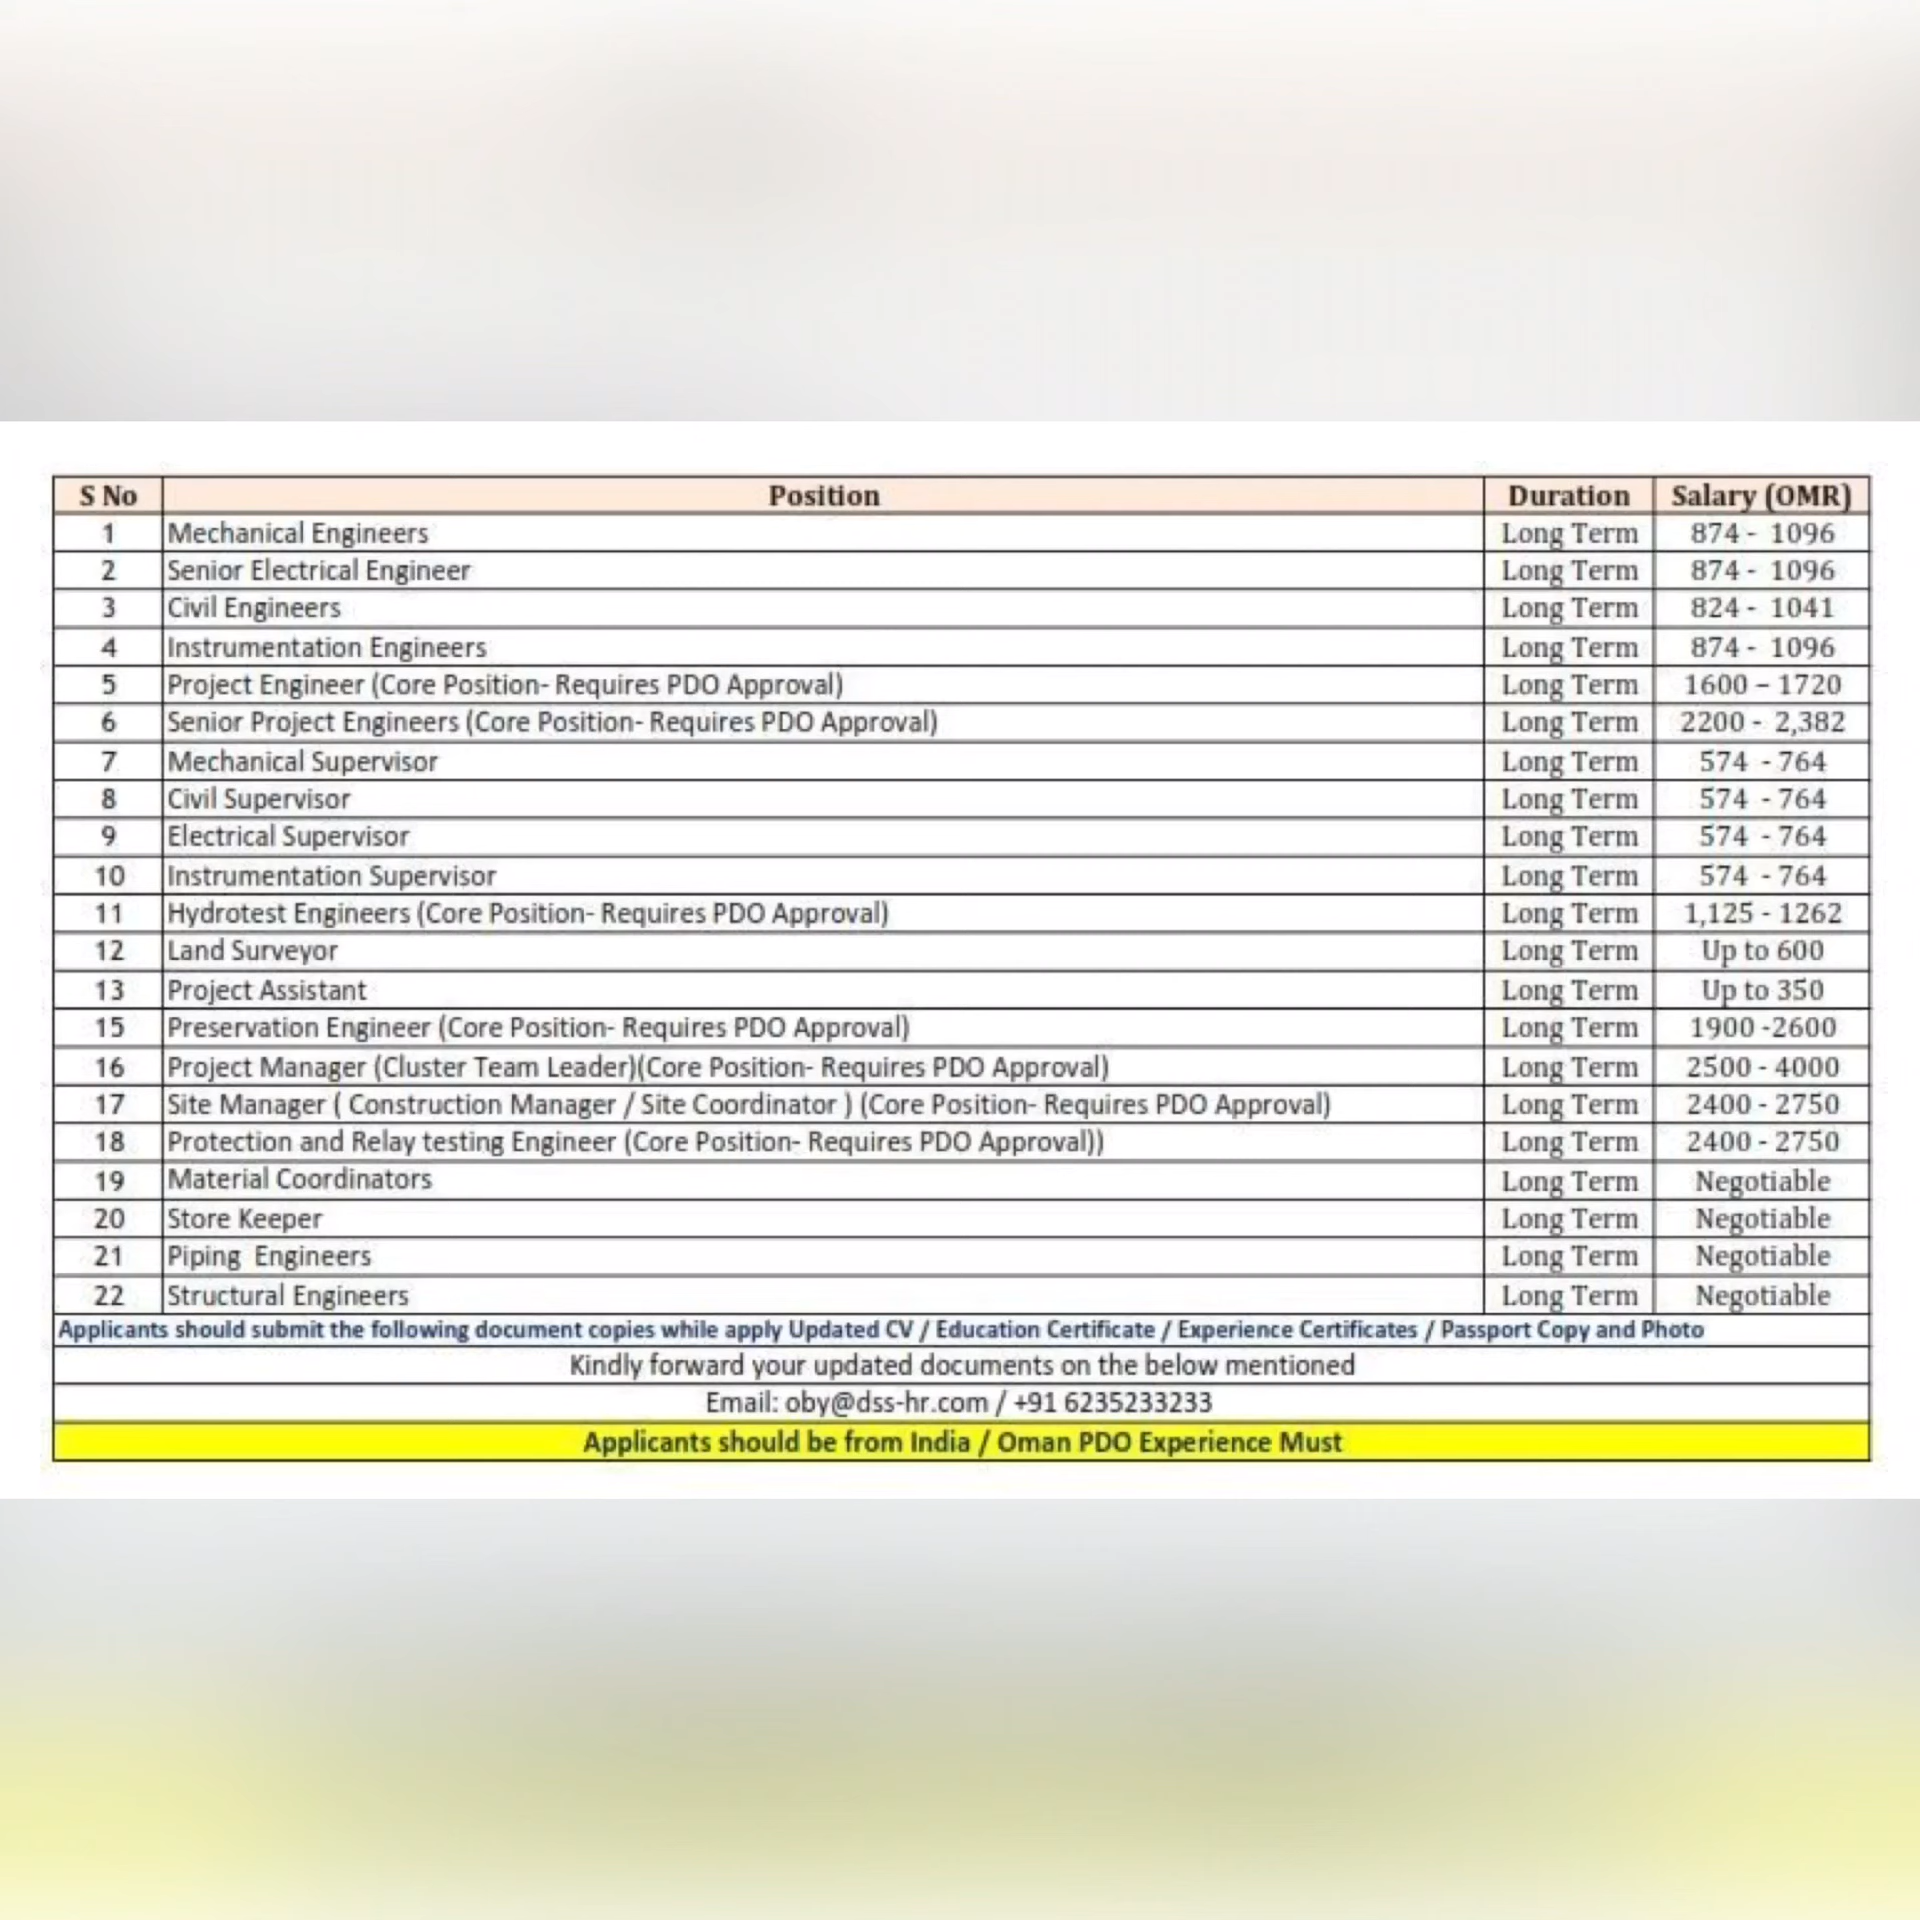 S No Position Duration Salary (OMR)
1 Mechanical Engineers Long Term 874 - 1096
2 Senior Electrical Engineer Long Term 874 - 1096
3 Civil Engineers Long Term 824 - 1041
4 Instrumentation Engineers Long Term 874 - 1096
5 Project Engineer (Core Position- Requires PDO Approval) Long Term 1600 – 1720
6 Senior Project Engineers (Core Position- Requires PDO Approval) Long Term 2200 - 2,382
7 Mechanical Supervisor Long Term 574 - 764
8 Civil Supervisor Long Term 574 - 764
9 Electrical Supervisor Long Term 574 - 764
10 Instrumentation Supervisor Long Term 574 - 764
11 Hydrotest Engineers (Core Position- Requires PDO Approval) Long Term 1,125 - 1262
12 Land Surveyor Long Term Up to 600
13 Project Assistant Long Term Up to 350
15 Preservation Engineer (Core Position- Requires PDO Approval) Long Term 1900 -2600
16 Project Manager (Cluster Team Leader)(Core Position- Requires PDO Approval) Long Term 2500 - 4000
17 Site Manager ( Construction Manager / Site Coordinator ) (Core Position- Requires PDO Approval) Long Term 2400 - 2750
18 Protection and Relay testing Engineer (Core Position- Requires PDO Approval)) Long Term 2400 - 2750
19 Material Coordinators Long Term Negotiable
20 Store Keeper Long Term Negotiable
21 Piping Engineers Long Term Negotiable
22 Structural Engineers Long Term Negotiable
Applicants should submit the following document copies while apply Updated CV / Education Certificate / Experience Certificates / Passport Copy and Photo
Kindly forward your updated documents on the below mentioned
Email: oby@dss-hr.com / +91 6235233233
Applicants should be from India / Oman PDO Experience Must